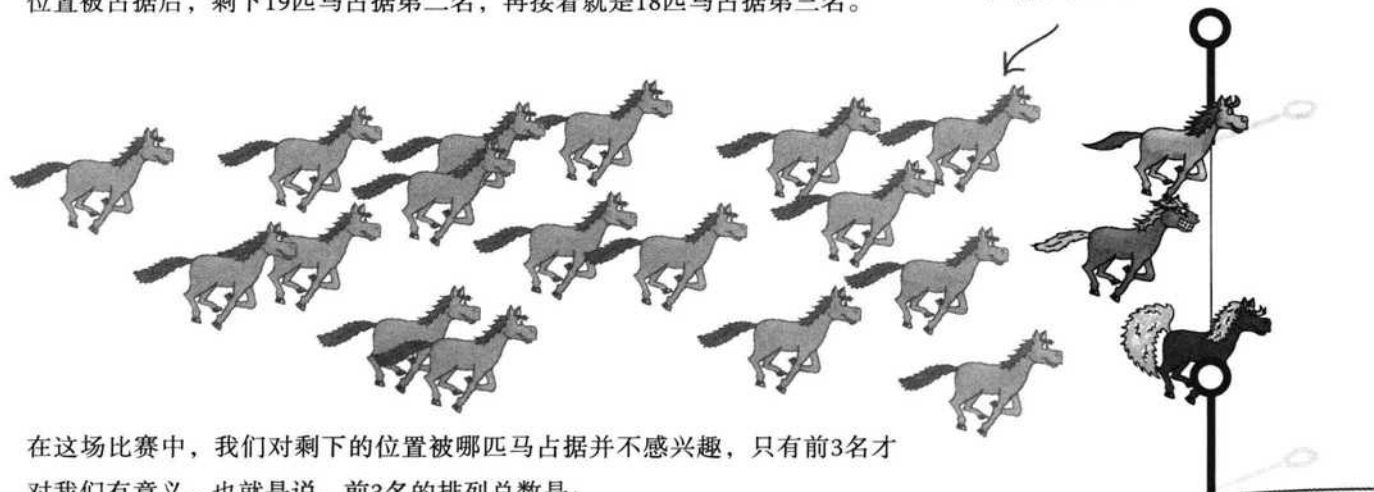 位置被占据后，剩下19匹马占据第二名，再接着就是18匹马占据第三名。
在这场比赛中，我们对剩下的位置被哪匹马占据并不感兴趣，只有前3名才
对我们有意义。也就是说，前3名的排列总数是：